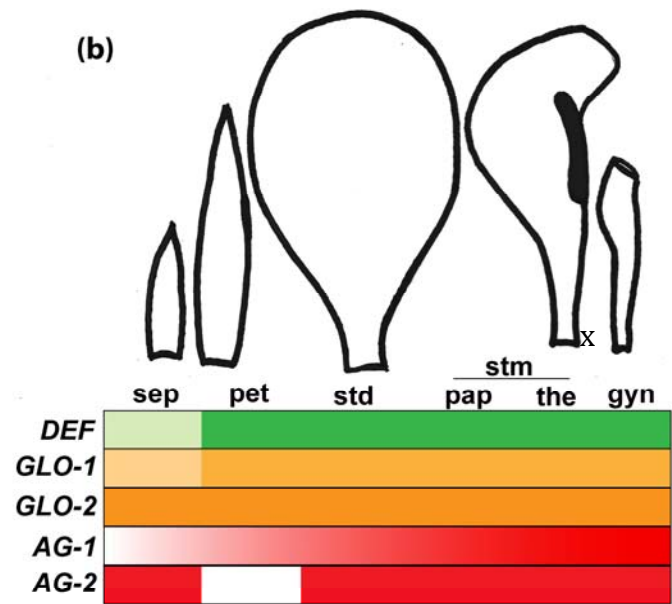 (b)
x
stm
sep pet std pap the gyn
DEF
GLO-1
GLO-2
AG-1
AG-2